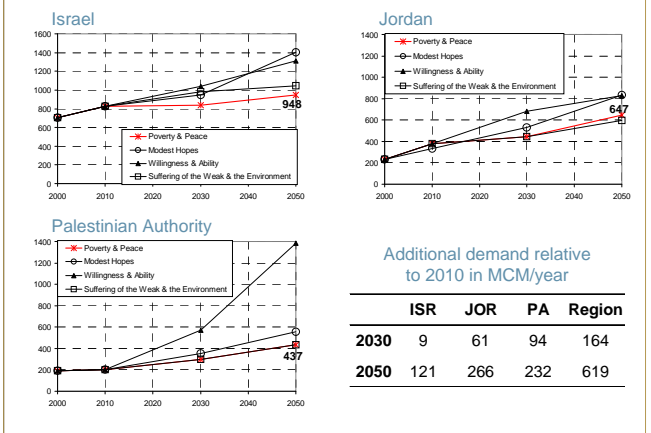 Israel
1600
1400
1200
1000
800
600
400
200
0
948
Poverty & Peace
Modest Hopes
Willingness & Ability
Suffering of the Weak & the Environment
2000 2010 2020 2030 2040 2050
Jordan
1400
1200
1000
800
600
400
200
0
Poverty & Peace
Modest Hopes
Willingness & Ability
Suffering of the Weak & the Environment
647
2000 2010 2020 2030 2040 2050
Palestinian Authority
1400
1200
1000
800
600
400
200
0
Poverty & Peace
Modest Hopes
Willingness & Ability
Suffering of the Weak & the Environment
437
2000 2010 2020 2030 2040 2050
Additional demand relative
to 2010 in MCM/year
ISR JOR PA Region
2030 9 61 94 164
2050 121 266 232 619